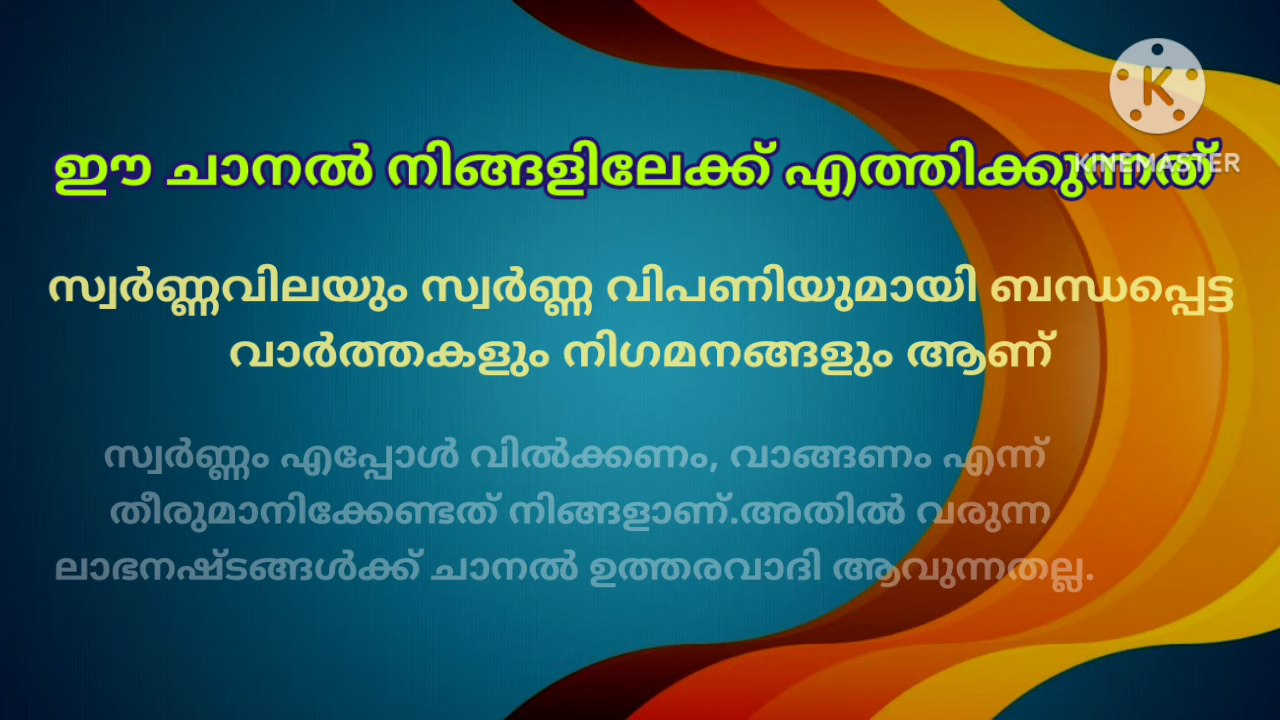 K
KINEMASTER
ഈ ചാനൽ നിങ്ങളിലേക്ക് എത്തിക്കുന്നത്
സ്വർണ്ണവിലയും സ്വർണ്ണ വിപണിയുമായി ബന്ധപ്പെട്ട
വാർത്തകളും നിഗമനങ്ങളും ആണ്
സ്വർണ്ണം എപ്പോൾ വിൽക്കണം, വാങ്ങണം എന്ന്
തീരുമാനിക്കേണ്ടത് നിങ്ങളാണ്.അതിൽ വരുന്ന
ലാഭനഷ്ടങ്ങൾക്ക് ചാനൽ ഉത്തരവാദി ആവുന്നതല്ല.